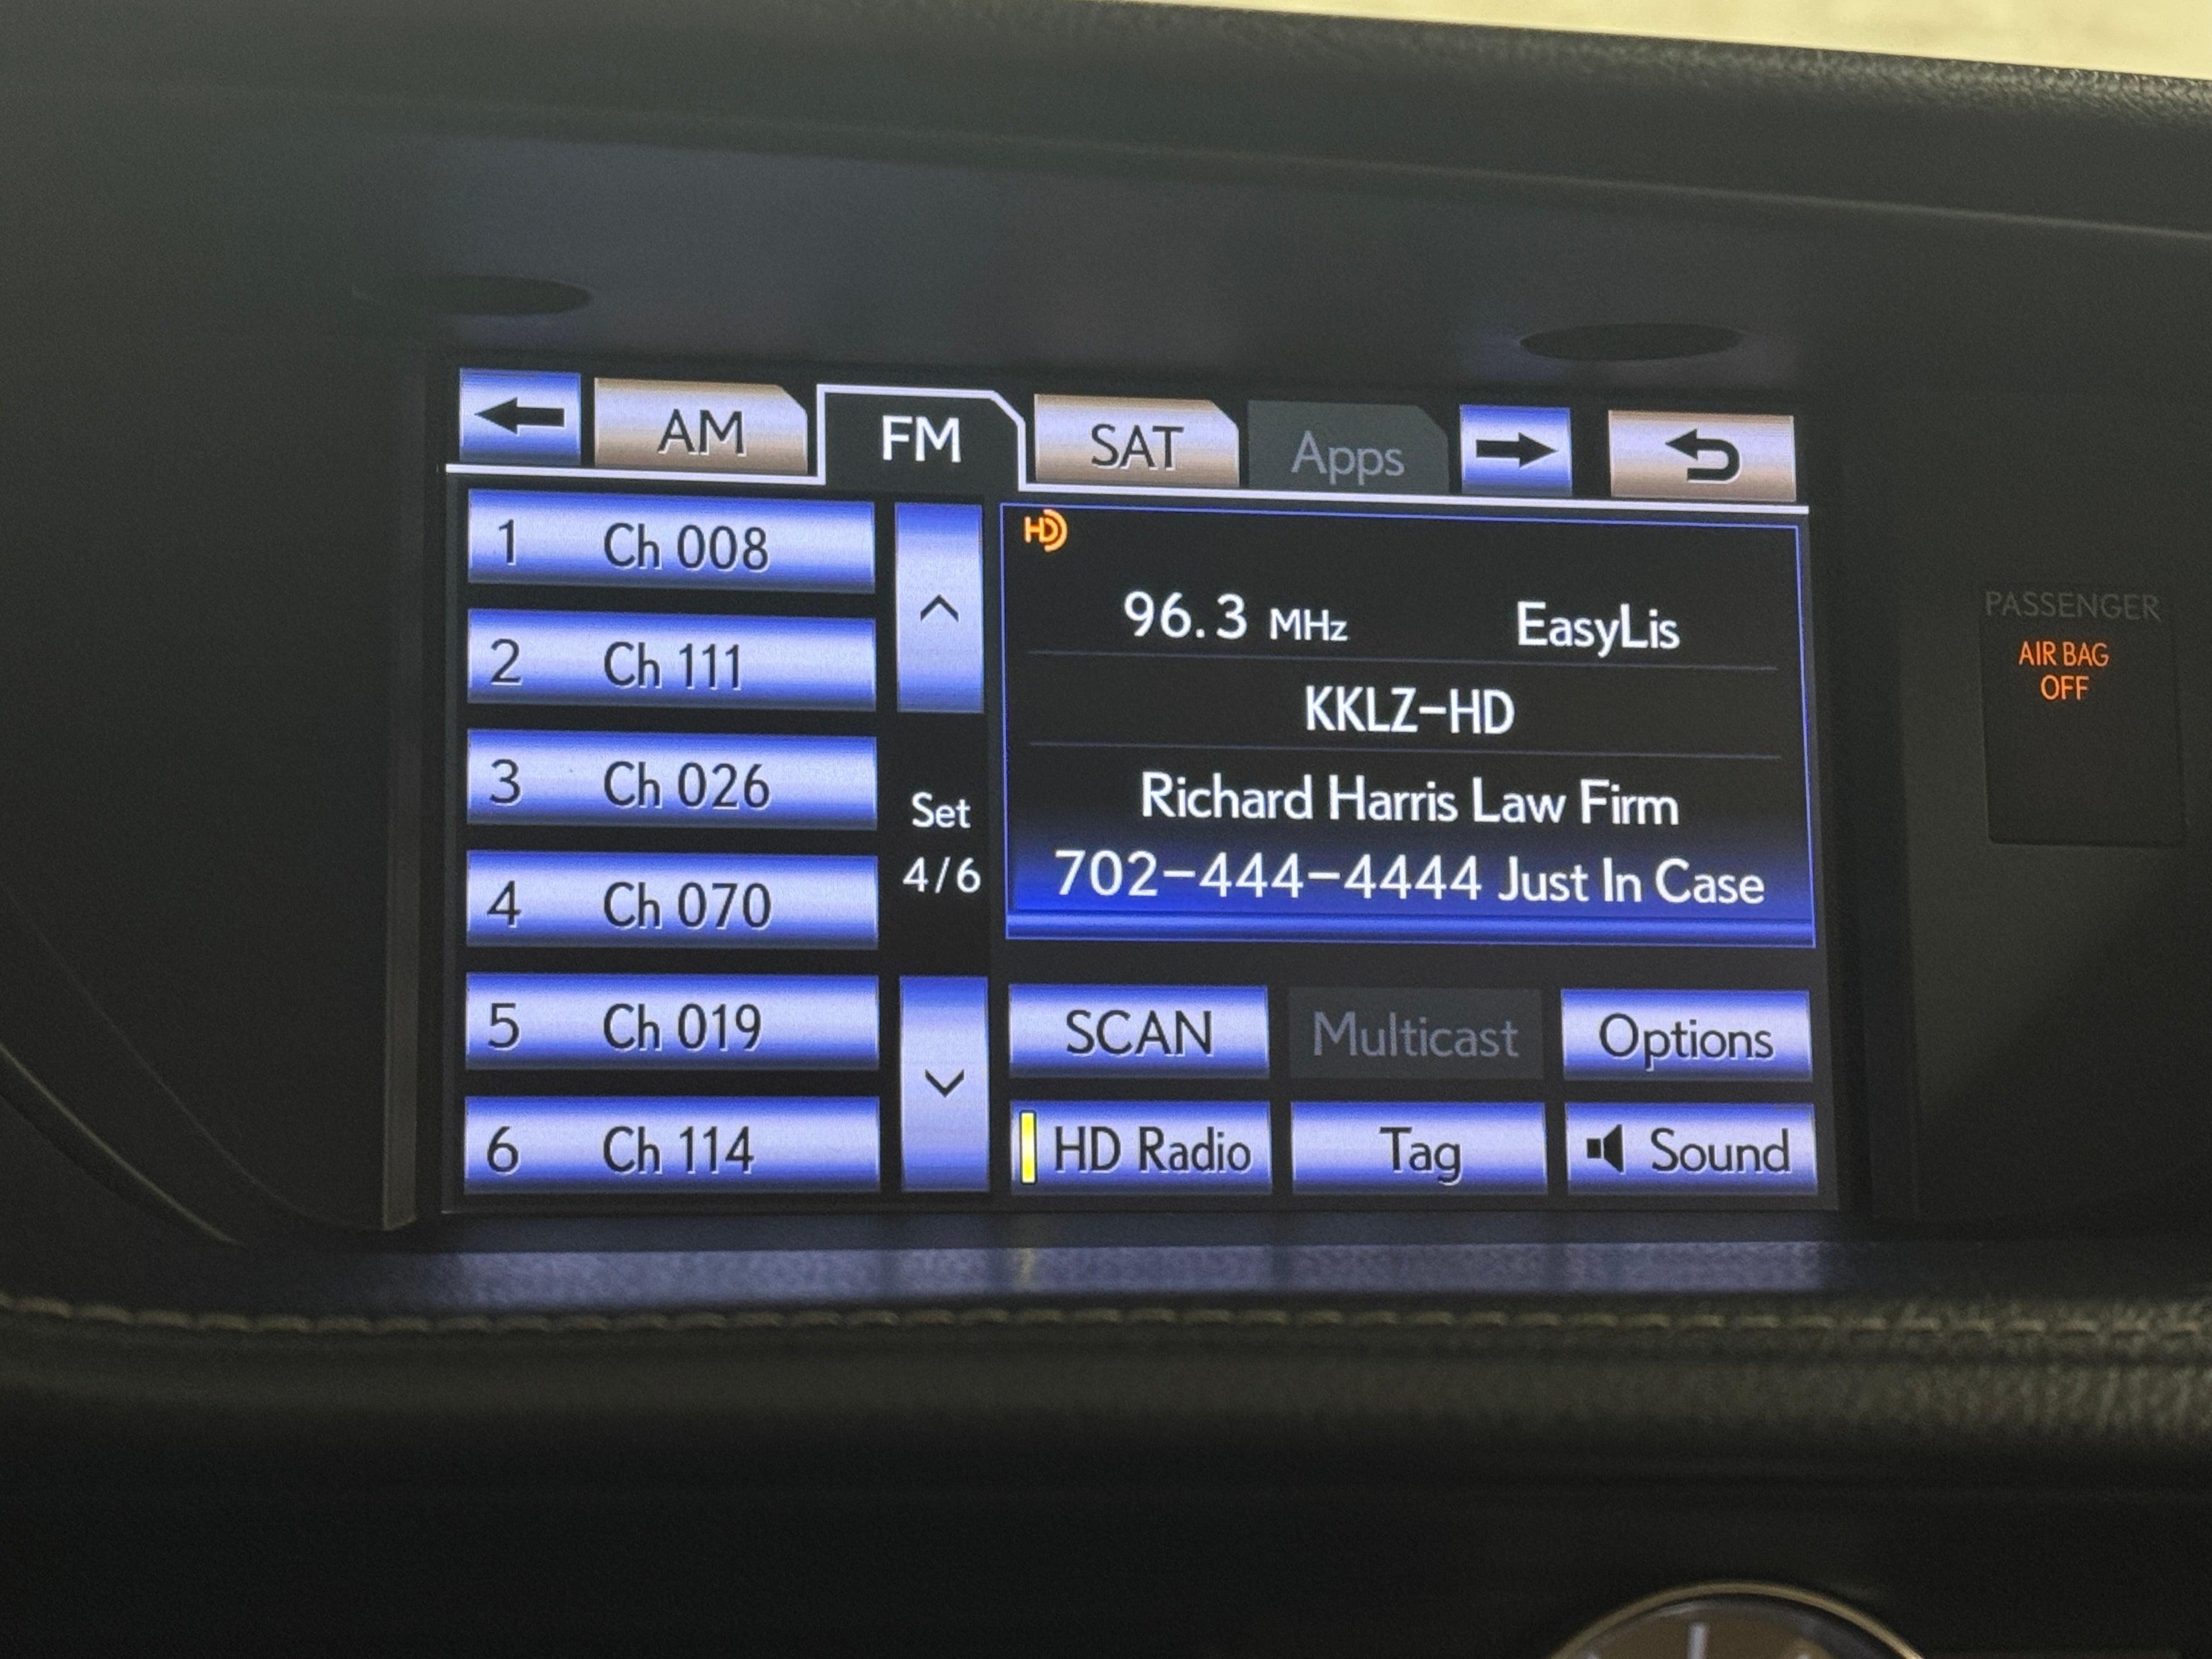 AM
FM
SAT
Apps
1 Ch 008
2 Ch 111
3 Ch 026
4 Ch 070
5 Ch 019
6 Ch 114
Set
4/6
HD
96.3 MHz EasyLis
KKLZ-HD
Richard Harris Law Firm
702-444-4444 Just In Case
SCAN
Multicast
Options
HD Radio
Tag
Sound
PASSENGER
AIR BAG
OFF